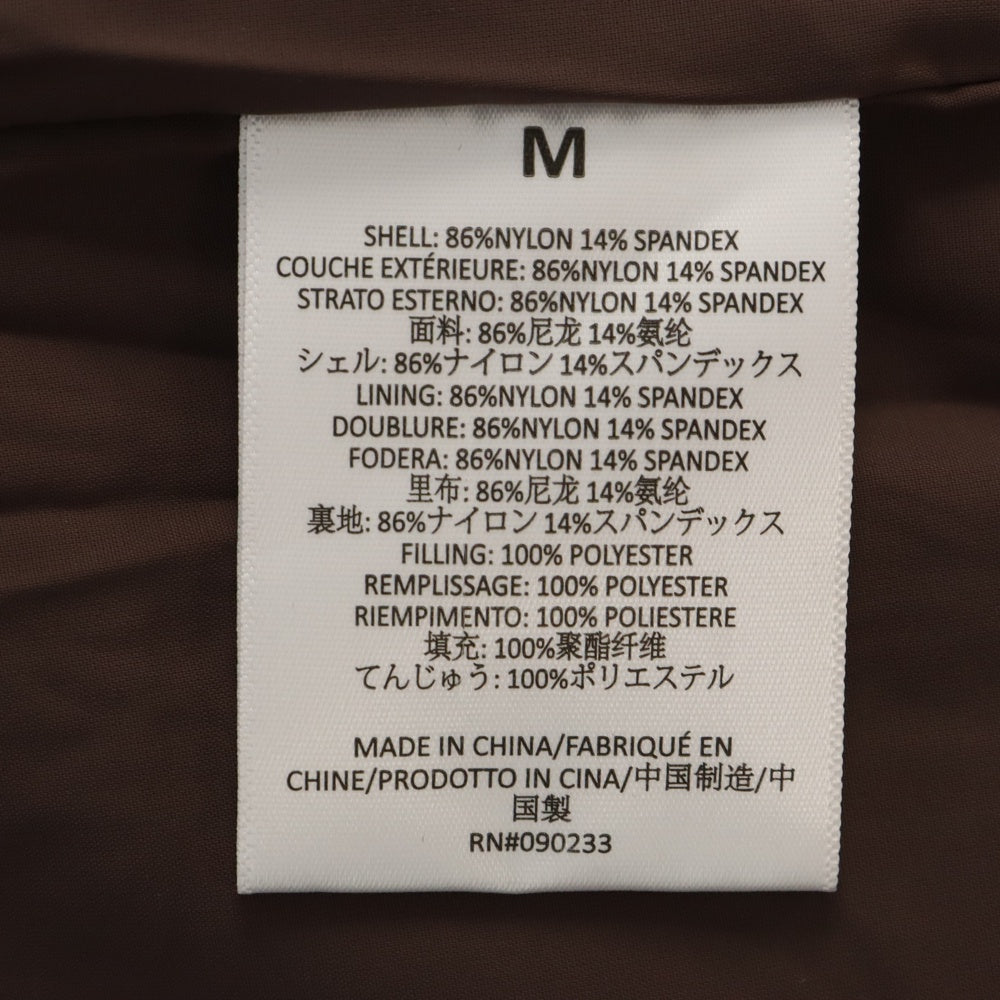 M
SHELL: 86%NYLON 14% SPANDEX
COUCHE EXTÉRIEURE: 86%NYLON 14% SPANDEX
STRATO ESTERNO: 86%NYLON 14% SPANDEX
面料: 86%尼龙 14%氨纶
シェル: 86%ナイロン 14%スパンデックス
LINING: 86%NYLON 14% SPANDEX
DOUBLURE: 86%NYLON 14% SPANDEX
FODERA: 86%NYLON 14% SPANDEX
里布: 86%尼龙 14%氨纶
裏地: 86%ナイロン 14%スパンデックス
FILLING: 100% POLYESTER
REMPLISSAGE: 100% POLYESTER
RIEMPIMENTO: 100% POLIESTERE
填充: 100%聚酯纤维
てんじゅう: 100%ポリエステル
MADE IN CHINA/FABRIQUÉ EN
CHINE/PRODOTTO IN CINA/中国制造/中
国製
RN#090233